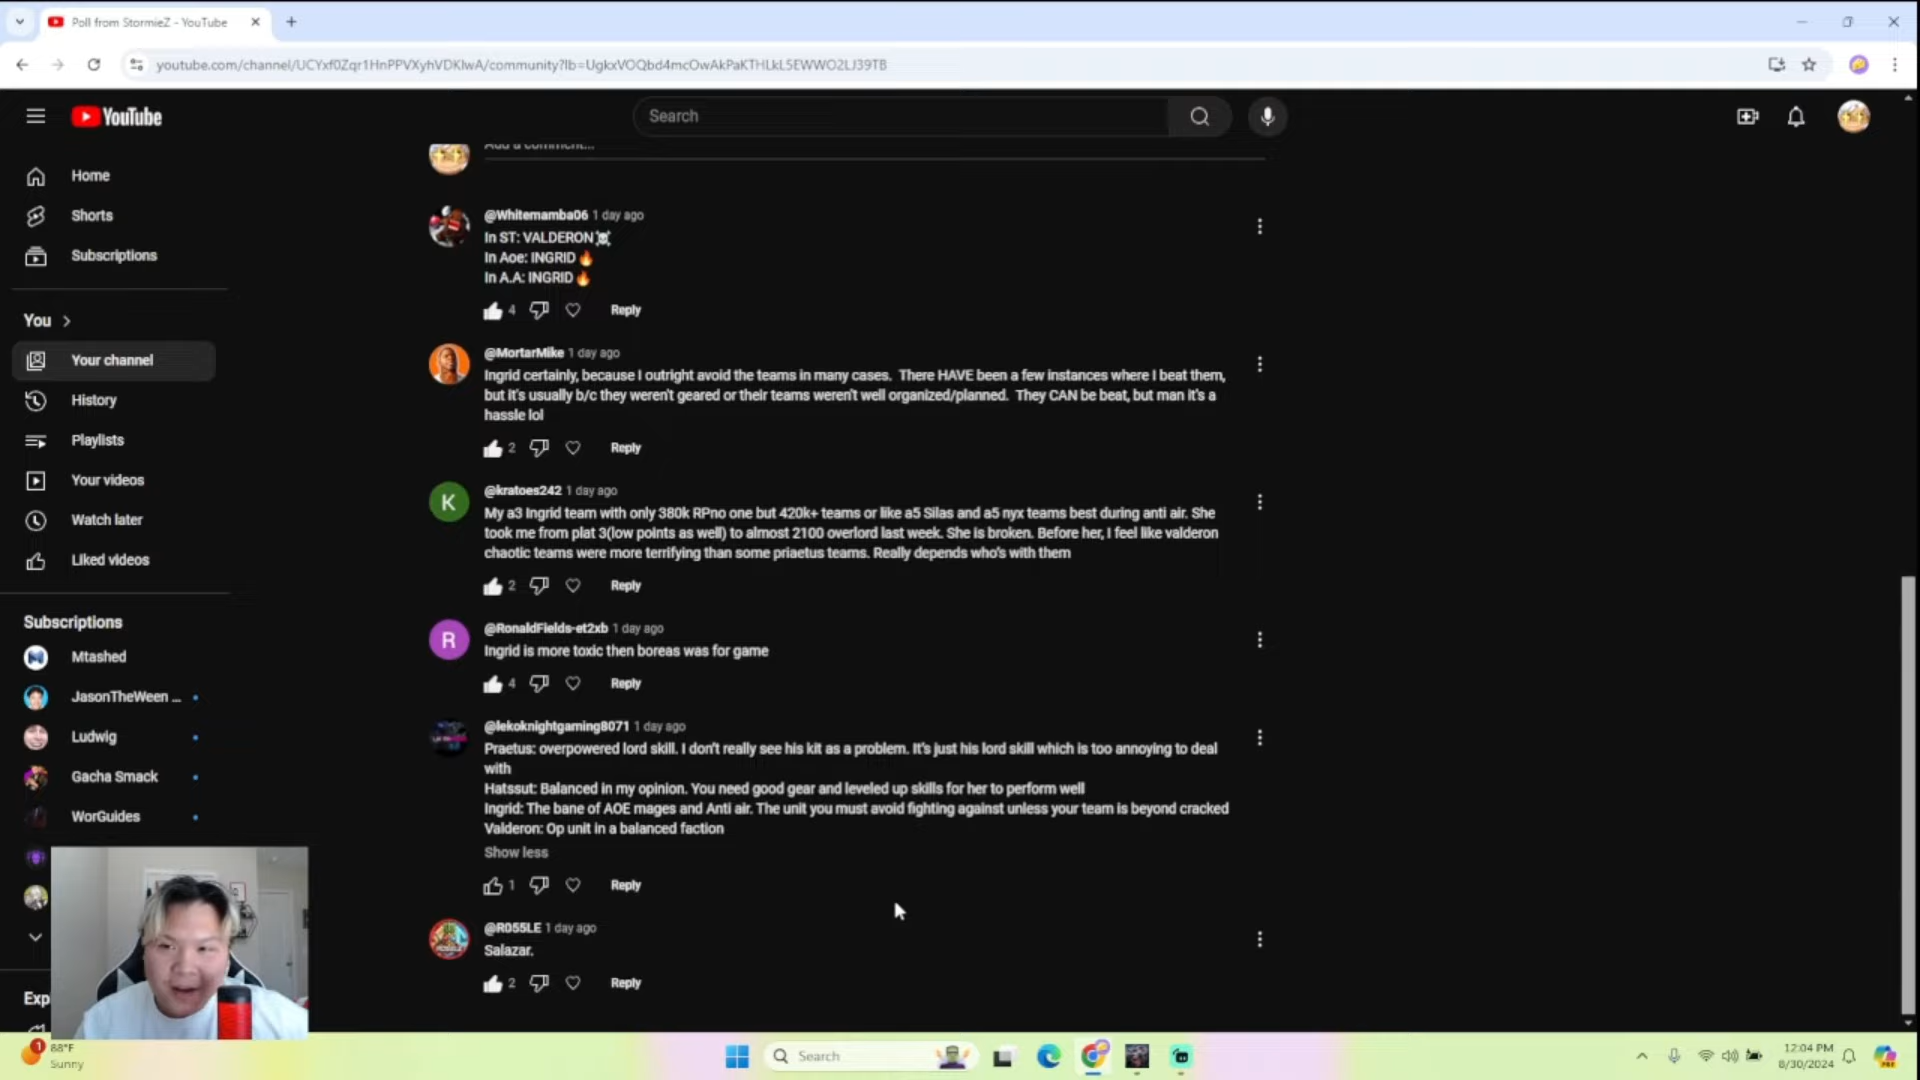 Poll from StormieZ - YouTube
youtube.com/channel/UCYxf0Zqr1HnPPVXyhVDKIwA/community?lb=UgkxVOQbd4mcOwAkPaKTHLkL5EWWO2LJ39TB
YouTube
Search
Home
Shorts
Subscriptions
You
Your channel
History
Playlists
Your videos
Watch later
Liked videos
Subscriptions
Mtashed
JasonTheWeen ...
Ludwig
Gacha Smack
WorGuides
Exp
Add a comment...
@Whitemamba06 1 day ago
In ST: VALDERON☠️
In Aoe: INGRID🔥
In A.A: INGRID🔥
4 Reply
@MortarMike 1 day ago
Ingrid certainly, because I outright avoid the teams in many cases. There HAVE been a few instances where I beat them,
but it's usually b/c they weren't geared or their teams weren't well organized/planned. They CAN be beat, but man it's a
hassle lol
2 Reply
K
@kratoes242 1 day ago
My a3 Ingrid team with only 380k RPno one but 420k+ teams or like a5 Silas and a5 nyx teams best during anti air. She
took me from plat 3(low points as well) to almost 2100 overlord last week. She is broken. Before her, I feel like valderon
chaotic teams were more terrifying than some priaetus teams. Really depends who's with them
2 Reply
R
@RonaldFields-et2xb 1 day ago
Ingrid is more toxic then boreas was for game
4 Reply
@lekoknightgaming8071 1 day ago
Praetus: overpowered lord skill. I don't really see his kit as a problem. It's just his lord skill which is too annoying to deal
with
Hatssut: Balanced in my opinion. You need good gear and leveled up skills for her to perform well
Ingrid: The bane of AOE mages and Anti air. The unit you must avoid fighting against unless your team is beyond cracked
Valderon: Op unit in a balanced faction
Show less
1 Reply
@R055LE 1 day ago
Salazar.
2 Reply
1
88°F
Sunny
Search
12:04 PM
8/30/2024